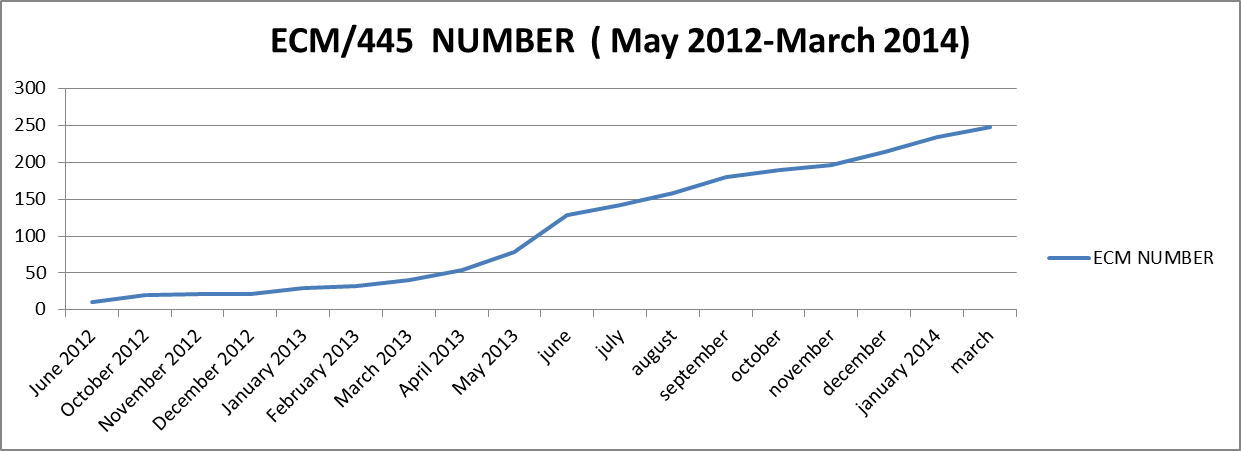 ECM/445  NUMBER  ( May 2012-March 2014)
300
250
200
150
100
50
0
ECM NUMBER
June 2012
October 2012
November 2012
December 2012
January 2013
February 2013
March 2013
April 2013
May 2013
june
july
august
september
october
november
december
january 2014
march